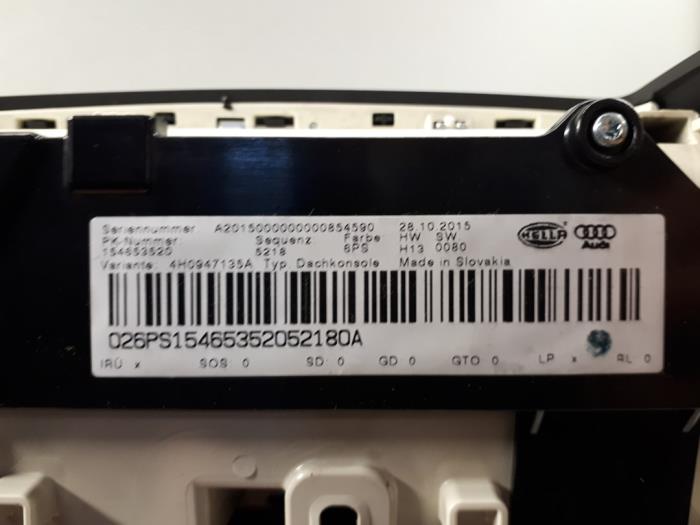 Seriennummer A2015000000000854590 28.10.2015
PK-Nummer Sequenz Farbe HW SW
154653520 5218 6PS H13 0080
Variante: 4H0947135A Typ Dachkonsole Made in Slovakia
HELLA Audi
026PS15465352052180A
IRÜ x SOS 0 SD 0 GD 0 GTO 0 LP x AL 0